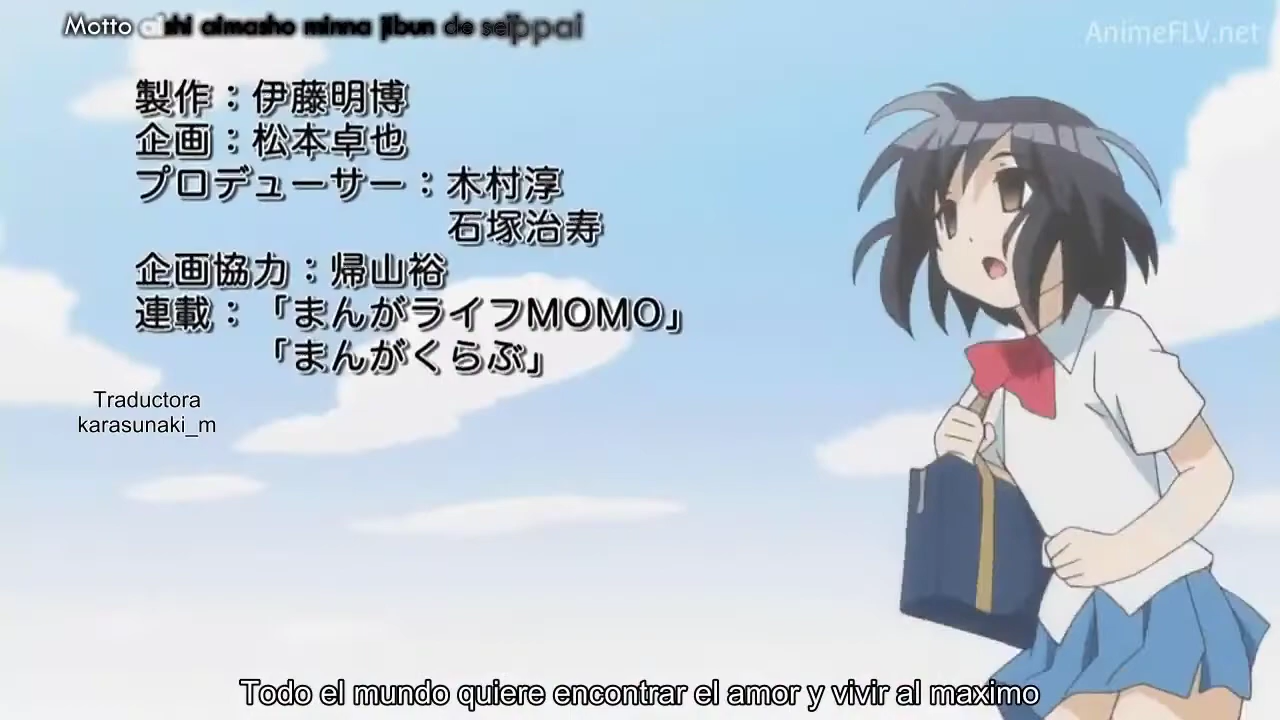 Motto aishi aimasho minna jibun de seippai
AnimeFLV.net
製作：伊藤明博
企画：松本卓也
プロデューサー：木村淳
石塚治寿
企画協力：帰山裕
連載：「まんがライフMOMO」
「まんがくらぶ」
Traductora
karasunaki_m
Todo el mundo quiere encontrar el amor y vivir al maximo